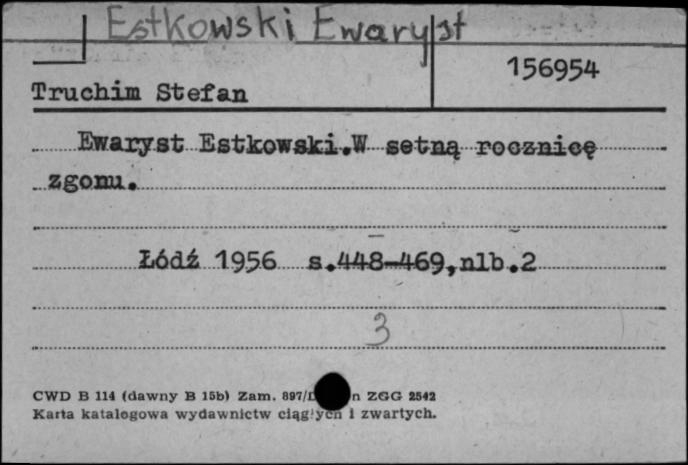 Estkowski Ewaryst
156954
Truchim Stefan
Ewaryst Estkowski.W setną rocznicę
zgonu.
Łódź 1956 s.448-469,nlb.2
3
CWD B 114 (dawny B 15b) Zam. 897/ n ZGG 2542
Karta katalogowa wydawnictw ciągłych i zwartych.